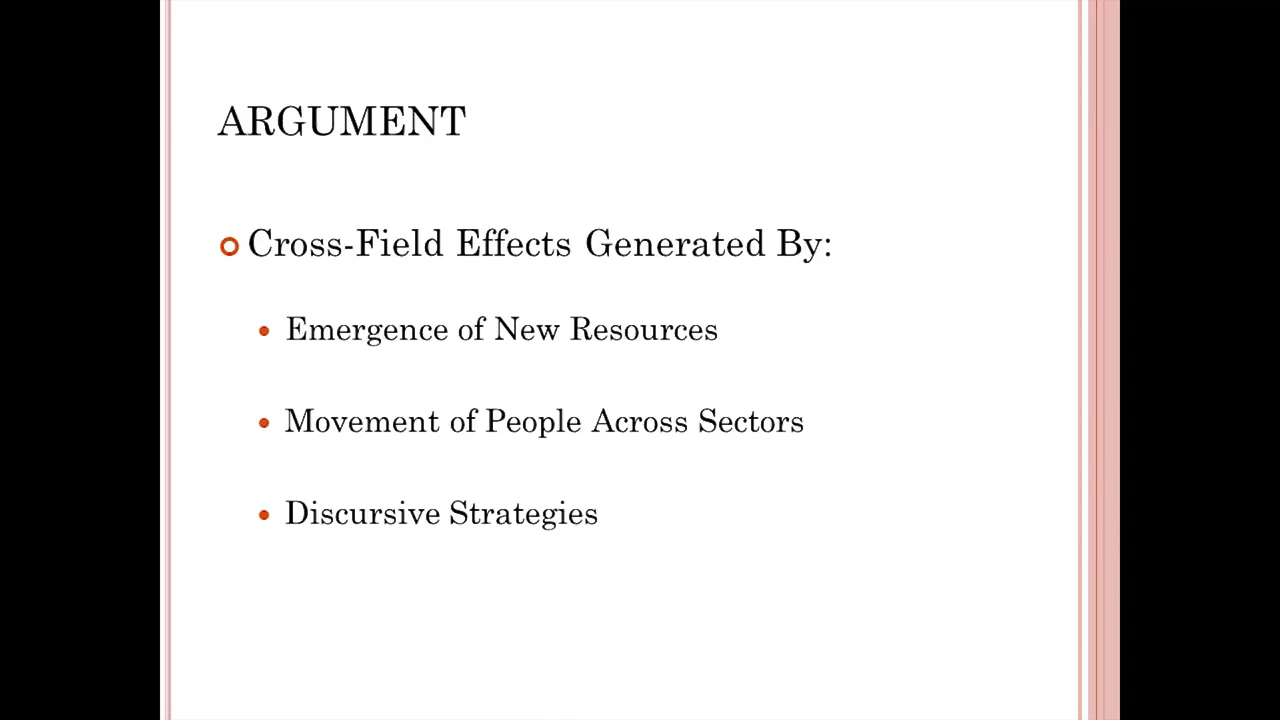 ARGUMENT
Cross-Field Effects Generated By:
Emergence of New Resources
Movement of People Across Sectors
Discursive Strategies